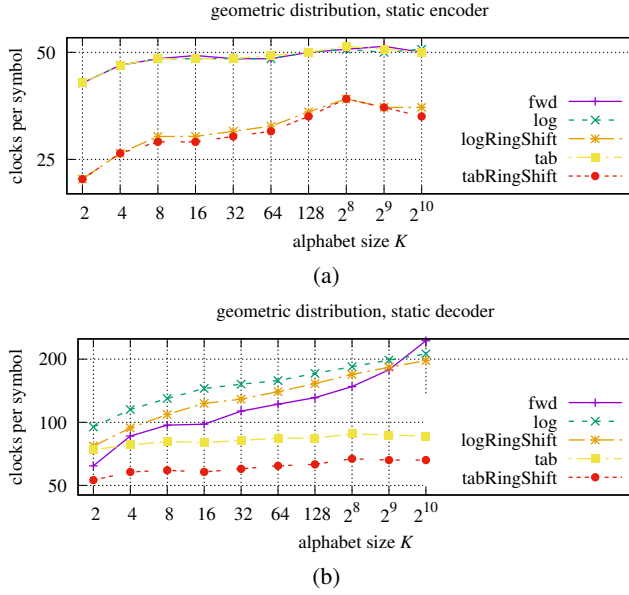 geometric distribution, static encoder
clocks per symbol
50
25
fwd
log
logRingShift
tab
tabRingShift
2 4 8 16 32 64 128 2^8 2^9 2^10
alphabet size K
(a)
geometric distribution, static decoder
clocks per symbol
200
100
50
fwd
log
logRingShift
tab
tabRingShift
2 4 8 16 32 64 128 2^8 2^9 2^10
alphabet size K
(b)